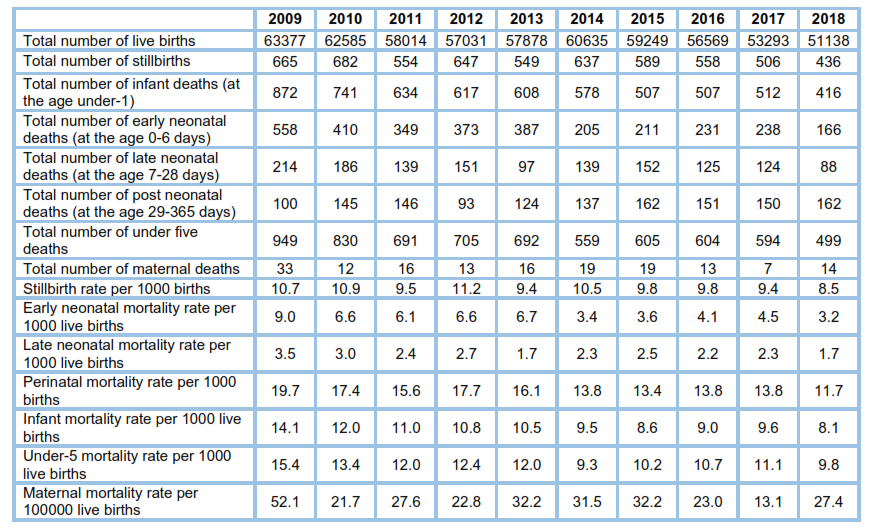 2009 2010 2011 2012 2013 2014 2015 2016 2017 2018
Total number of live births 63377 62585 58014 57031 57878 60635 59249 56569 53293 51138
Total number of stillbirths 665 682 554 647 549 637 589 558 506 436
Total number of infant deaths (at
the age under-1) 872 741 634 617 608 578 507 507 512 416
Total number of early neonatal
deaths (at the age 0-6 days) 558 410 349 373 387 205 211 231 238 166
Total number of late neonatal
deaths (at the age 7-28 days) 214 186 139 151 97 139 152 125 124 88
Total number of post neonatal
deaths (at the age 29-365 days) 100 145 146 93 124 137 162 151 150 162
Total number of under five
deaths 949 830 691 705 692 559 605 604 594 499
Total number of maternal deaths 33 12 16 13 16 19 19 13 7 14
Stillbirth rate per 1000 births 10.7 10.9 9.5 11.2 9.4 10.5 9.8 9.8 9.4 8.5
Early neonatal mortality rate per
1000 live births 9.0 6.6 6.1 6.6 6.7 3.4 3.6 4.1 4.5 3.2
Late neonatal mortality rate per
1000 live births 3.5 3.0 2.4 2.7 1.7 2.3 2.5 2.2 2.3 1.7
Perinatal mortality rate per 1000
births 19.7 17.4 15.6 17.7 16.1 13.8 13.4 13.8 13.8 11.7
Infant mortality rate per 1000 live
births 14.1 12.0 11.0 10.8 10.5 9.5 8.6 9.0 9.6 8.1
Under-5 mortality rate per 1000
live births 15.4 13.4 12.0 12.4 12.0 9.3 10.2 10.7 11.1 9.8
Maternal mortality rate per
100000 live births 52.1 21.7 27.6 22.8 32.2 31.5 32.2 23.0 13.1 27.4